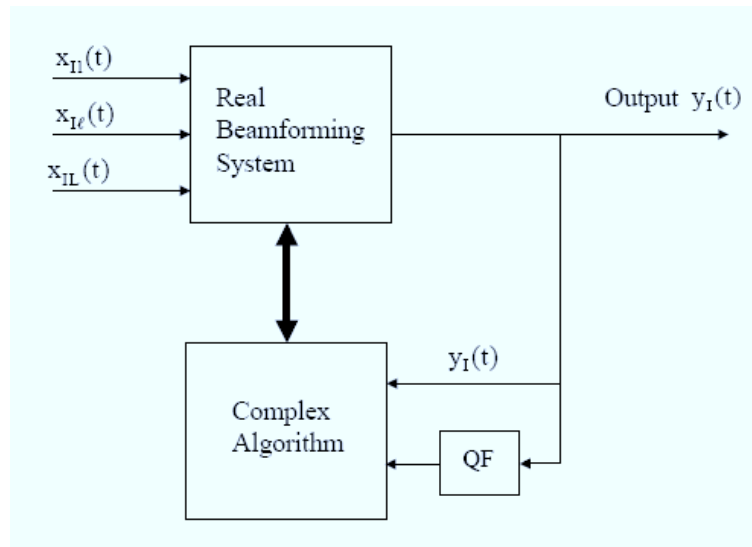 x_I1(t)
x_Iℓ(t)
x_IL(t)
Real
Beamforming
System
Output y_I(t)
y_I(t)
Complex
Algorithm
QF